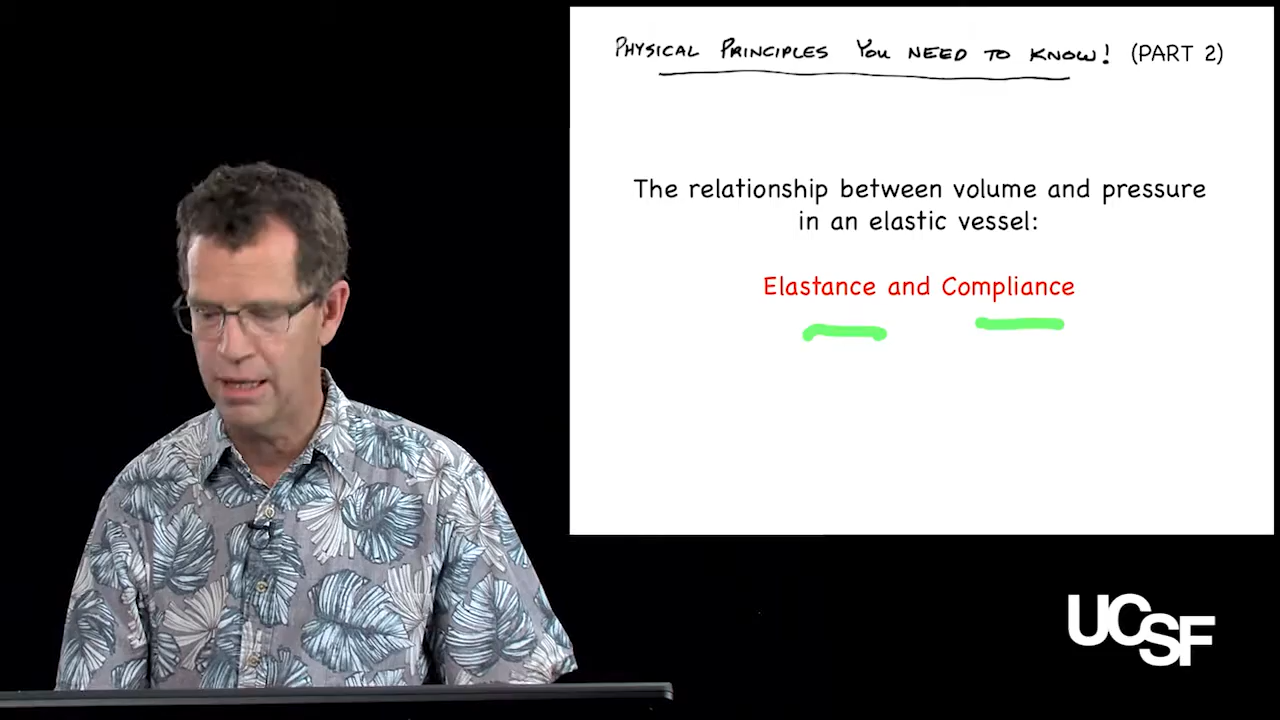 PHYSICAL PRINCIPLES YOU NEED TO KNOW! (PART 2)
The relationship between volume and pressure
in an elastic vessel:
Elastance and Compliance
UCSF